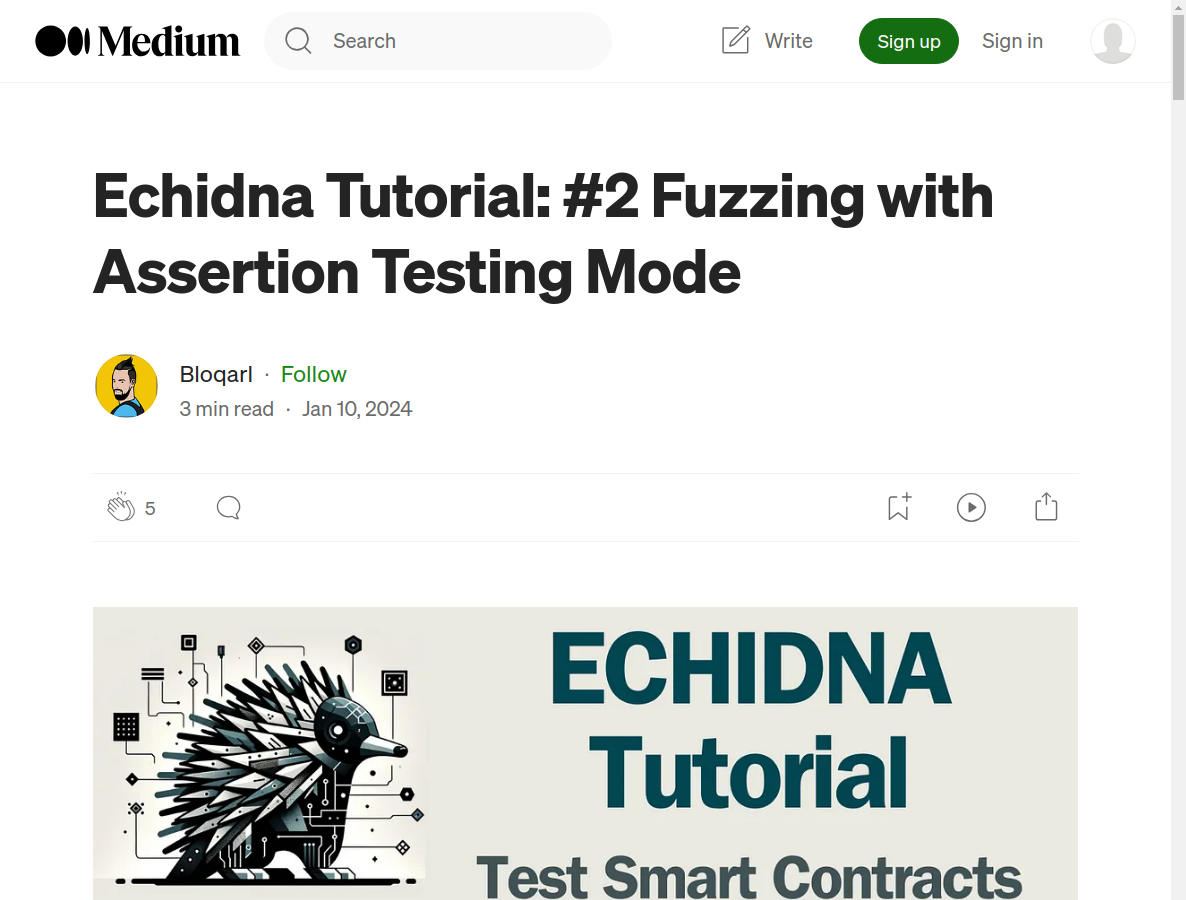 Medium
Search
Write
Sign up
Sign in
Echidna Tutorial: #2 Fuzzing with
Assertion Testing Mode
Bloqarl · Follow
3 min read · Jan 10, 2024
5
ECHIDNA
Tutorial
Test Smart Contracts